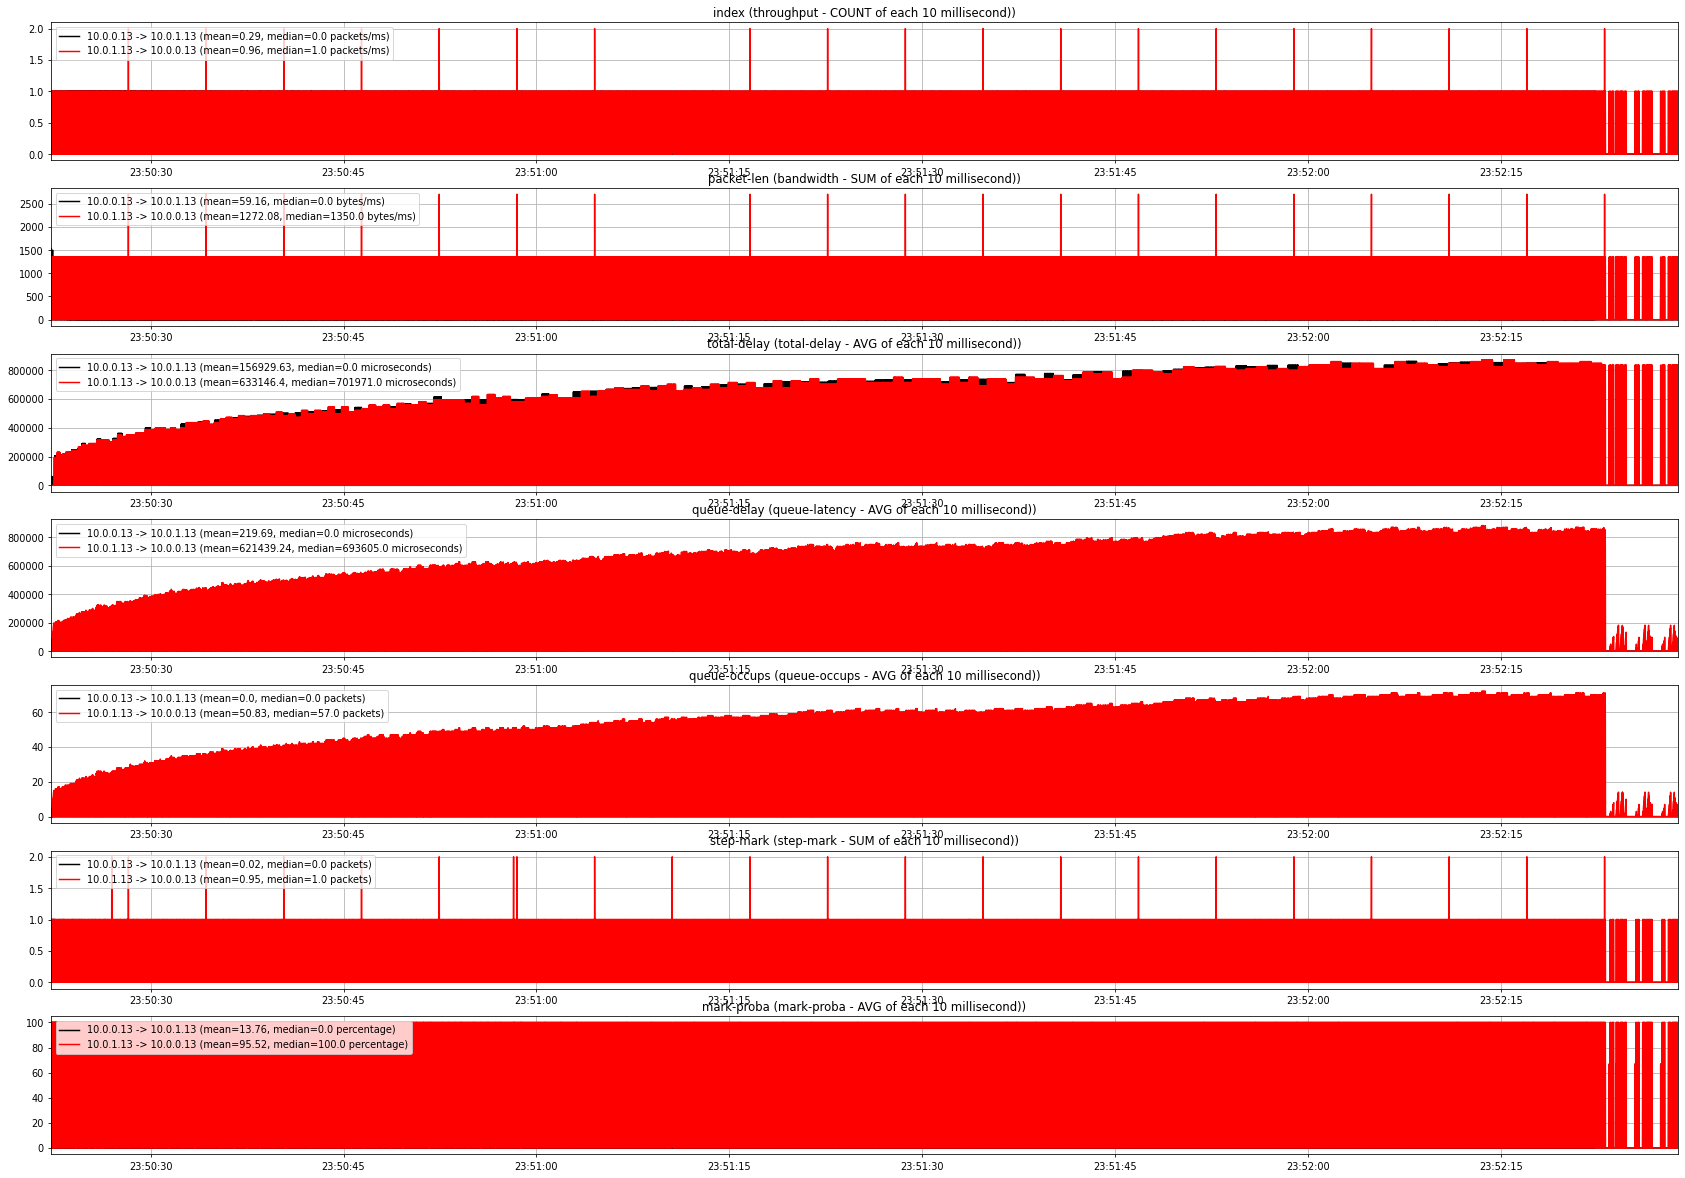 index (throughput - COUNT of each 10 millisecond))
10.0.0.13 -> 10.0.1.13 (mean=0.29, median=0.0 packets/ms)
10.0.1.13 -> 10.0.0.13 (mean=0.96, median=1.0 packets/ms)
2.0
1.5
1.0
0.5
0.0
23:50:30 23:50:45 23:51:00 23:51:15 23:51:30 23:51:45 23:52:00 23:52:15
packet-len (bandwidth - SUM of each 10 millisecond))
10.0.0.13 -> 10.0.1.13 (mean=59.16, median=0.0 bytes/ms)
10.0.1.13 -> 10.0.0.13 (mean=1272.08, median=1350.0 bytes/ms)
2500
2000
1500
1000
500
0
23:50:30 23:50:45 23:51:00 23:51:15 23:51:30 23:51:45 23:52:00 23:52:15
total-delay (total-delay - AVG of each 10 millisecond))
10.0.0.13 -> 10.0.1.13 (mean=156929.63, median=0.0 microseconds)
10.0.1.13 -> 10.0.0.13 (mean=633146.4, median=701971.0 microseconds)
800000
600000
400000
200000
0
23:50:30 23:50:45 23:51:00 23:51:15 23:51:30 23:51:45 23:52:00 23:52:15
queue-delay (queue-latency - AVG of each 10 millisecond))
10.0.0.13 -> 10.0.1.13 (mean=219.69, median=0.0 microseconds)
10.0.1.13 -> 10.0.0.13 (mean=621439.24, median=693605.0 microseconds)
800000
600000
400000
200000
0
23:50:30 23:50:45 23:51:00 23:51:15 23:51:30 23:51:45 23:52:00 23:52:15
queue-occups (queue-occups - AVG of each 10 millisecond))
10.0.0.13 -> 10.0.1.13 (mean=0.0, median=0.0 packets)
10.0.1.13 -> 10.0.0.13 (mean=50.83, median=57.0 packets)
60
40
20
0
23:50:30 23:50:45 23:51:00 23:51:15 23:51:30 23:51:45 23:52:00 23:52:15
step-mark (step-mark - SUM of each 10 millisecond))
10.0.0.13 -> 10.0.1.13 (mean=0.02, median=0.0 packets)
10.0.1.13 -> 10.0.0.13 (mean=0.95, median=1.0 packets)
2.0
1.5
1.0
0.5
0.0
23:50:30 23:50:45 23:51:00 23:51:15 23:51:30 23:51:45 23:52:00 23:52:15
mark-proba (mark-proba - AVG of each 10 millisecond))
10.0.0.13 -> 10.0.1.13 (mean=13.76, median=0.0 percentage)
10.0.1.13 -> 10.0.0.13 (mean=95.52, median=100.0 percentage)
100
80
60
40
20
0
23:50:30 23:50:45 23:51:00 23:51:15 23:51:30 23:51:45 23:52:00 23:52:15